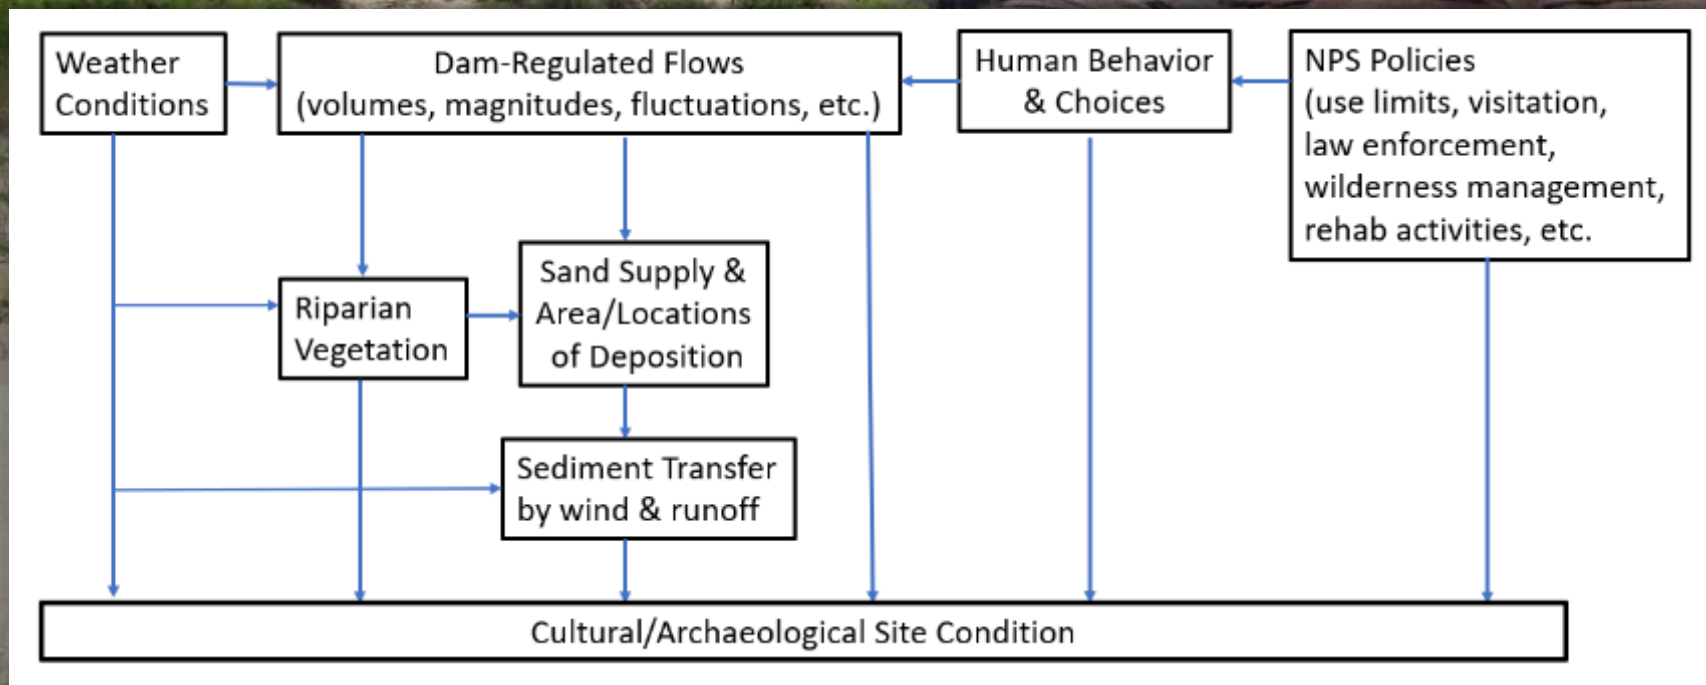 Weather
Conditions
Dam-Regulated Flows
(volumes, magnitudes, fluctuations, etc.)
Human Behavior
& Choices
NPS Policies
(use limits, visitation,
law enforcement,
wilderness management,
rehab activities, etc.
Riparian
Vegetation
Sand Supply &
Area/Locations
of Deposition
Sediment Transfer
by wind & runoff
Cultural/Archaeological Site Condition